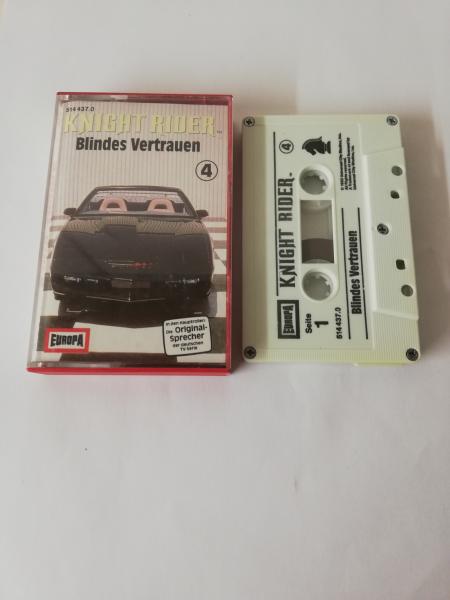 514 437.0
KNIGHT RIDER
Blindes Vertrauen
4
In den Hauptrollen:
Die Original-
Sprecher
der deutschen
TV-Serie
EUROPA
4
KNIGHT RIDER
Blindes Vertrauen
EUROPA
Seite
1
514 437.0